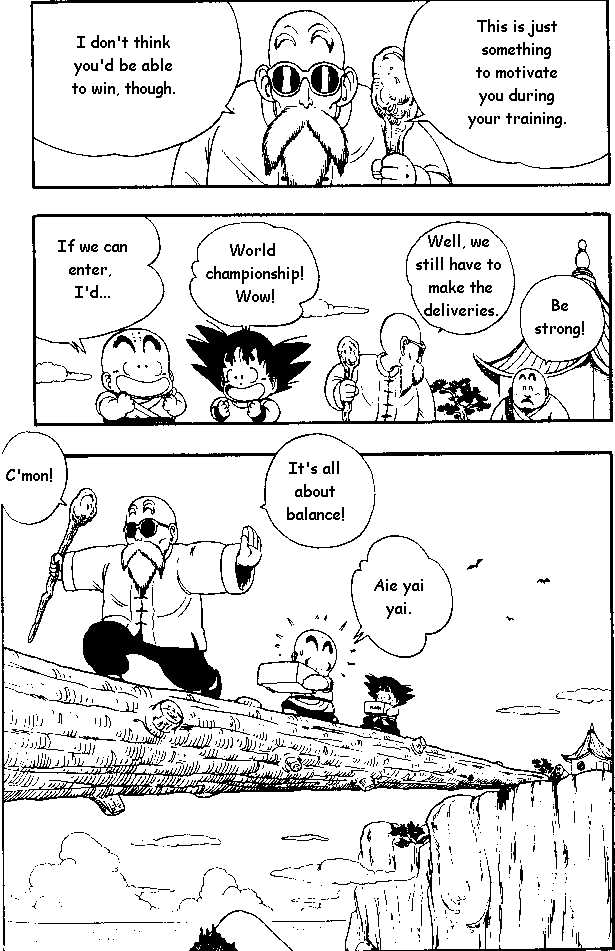 This is just
something
to motivate
you during
your training.
I don't think
you'd be able
to win, though.
Be
strong!
Well, we
still have to
make the
deliveries.
World
championship!
Wow!
If we can
enter,
I'd...
It's all
about
balance!
C'mon!
Aie yai
yai.